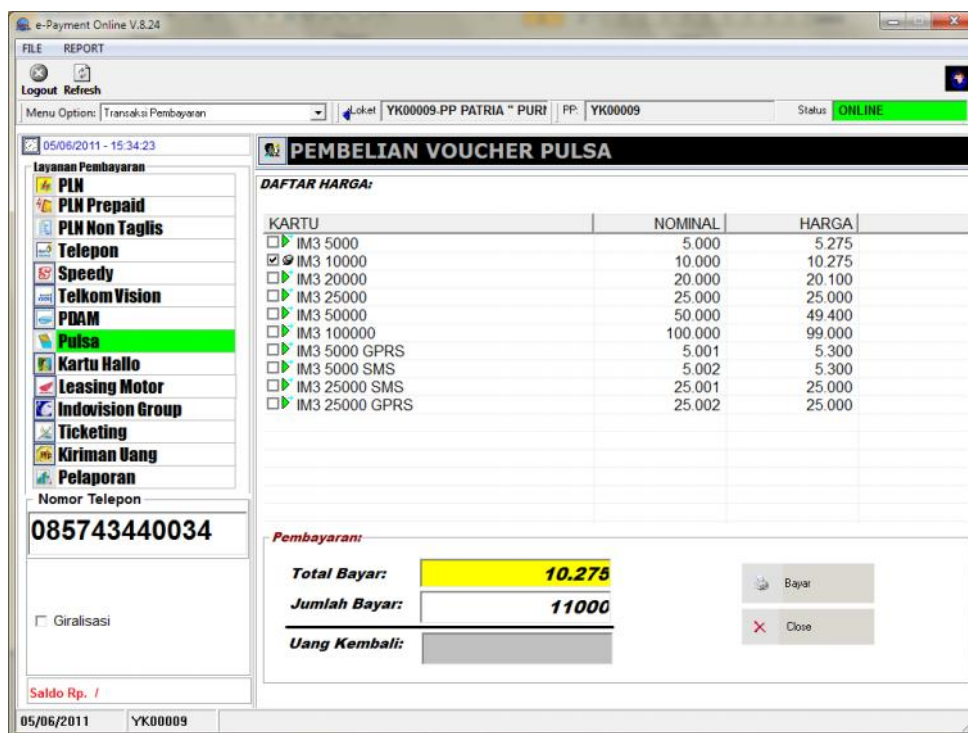 e-Payment Online V.8.24
FILE REPORT
Logout Refresh
Menu Option: Transaksi Pembayaran Loket YK00009-PP PATRIA " PURI PP: YK00009 Status ONLINE
05/06/2011 - 15:34:23
Layanan Pembayaran
PLN
PLN Prepaid
PLN Non Taglis
Telepon
Speedy
Telkom Vision
PDAM
Pulsa
Kartu Hallo
Leasing Motor
Indovision Group
Ticketing
Kiriman Uang
Pelaporan
Nomor Telepon
085743440034
Giralisasi
Saldo Rp. /
PEMBELIAN VOUCHER PULSA
DAFTAR HARGA:
KARTU NOMINAL HARGA
IM3 5000 5.000 5.275
IM3 10000 10.000 10.275
IM3 20000 20.000 20.100
IM3 25000 25.000 25.000
IM3 50000 50.000 49.400
IM3 100000 100.000 99.000
IM3 5000 GPRS 5.001 5.300
IM3 5000 SMS 5.002 5.300
IM3 25000 SMS 25.001 25.000
IM3 25000 GPRS 25.002 25.000
Pembayaran:
Total Bayar: 10.275
Jumlah Bayar: 11000
Uang Kembali:
Bayar
Close
05/06/2011 YK00009